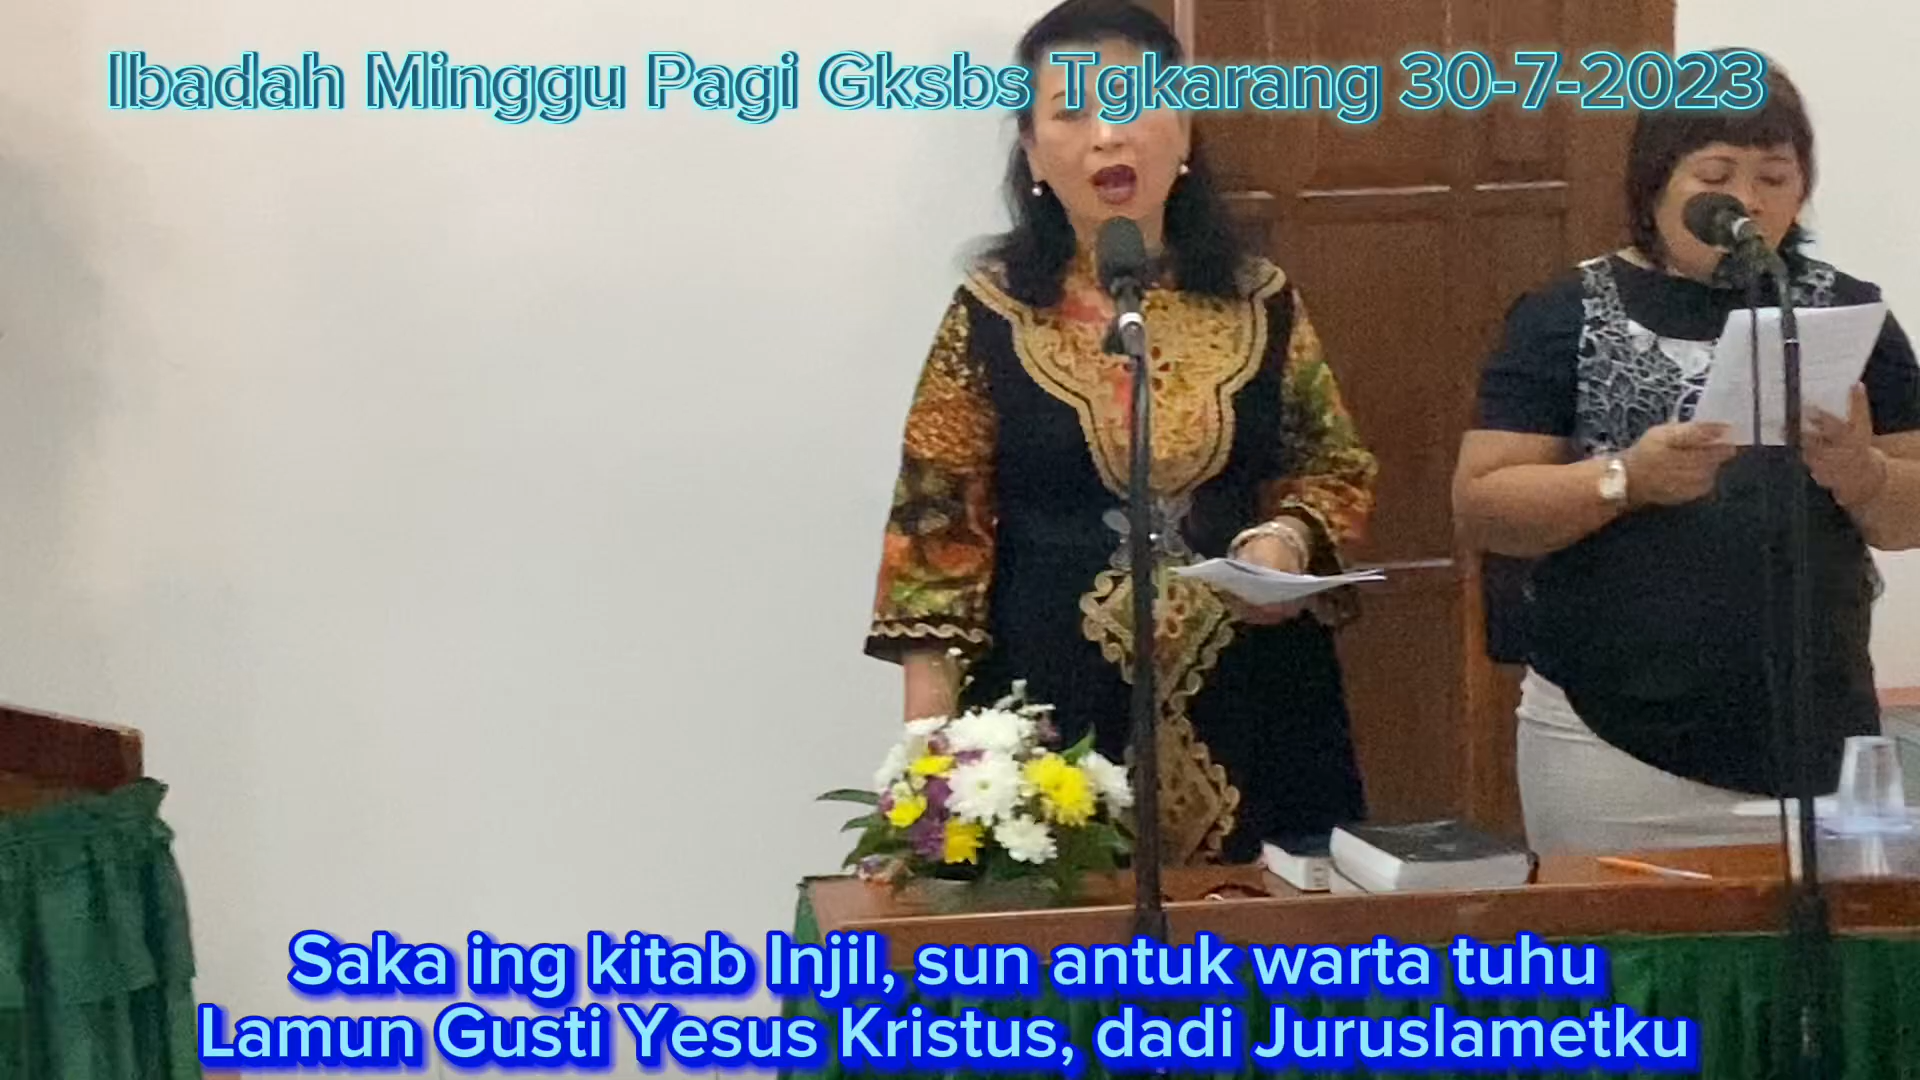 Ibadah Minggu Pagi Gksbs Tgkarang 30-7-2023
Saka ing kitab Injil, sun antuk warta tuhu
Lamun Gusti Yesus Kristus, dadi Juruslametku